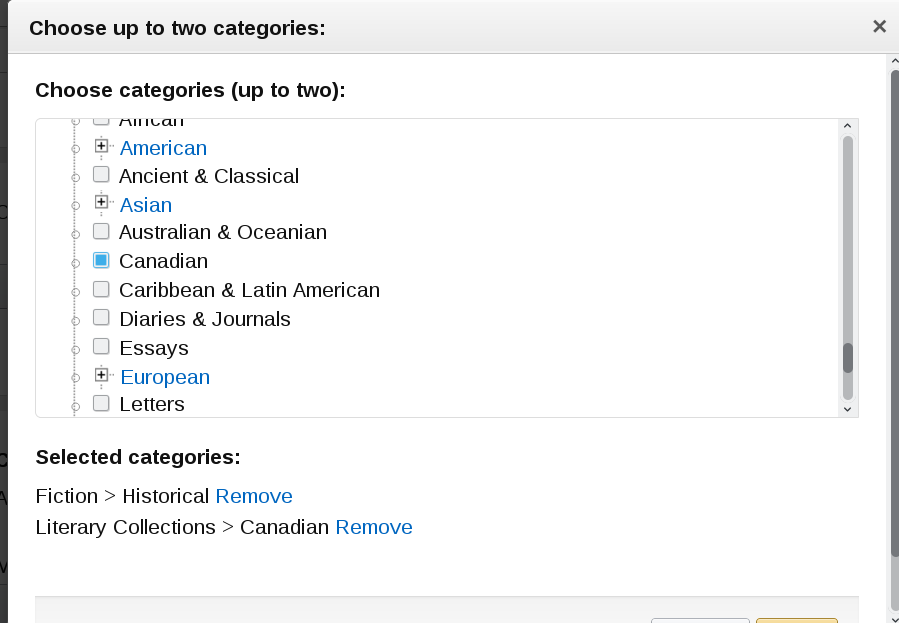 Choose up to two categories:
Choose categories (up to two):
African
American
Ancient & Classical
Asian
Australian & Oceanian
Canadian
Caribbean & Latin American
Diaries & Journals
Essays
European
Letters
Selected categories:
Fiction > Historical Remove
Literary Collections > Canadian Remove